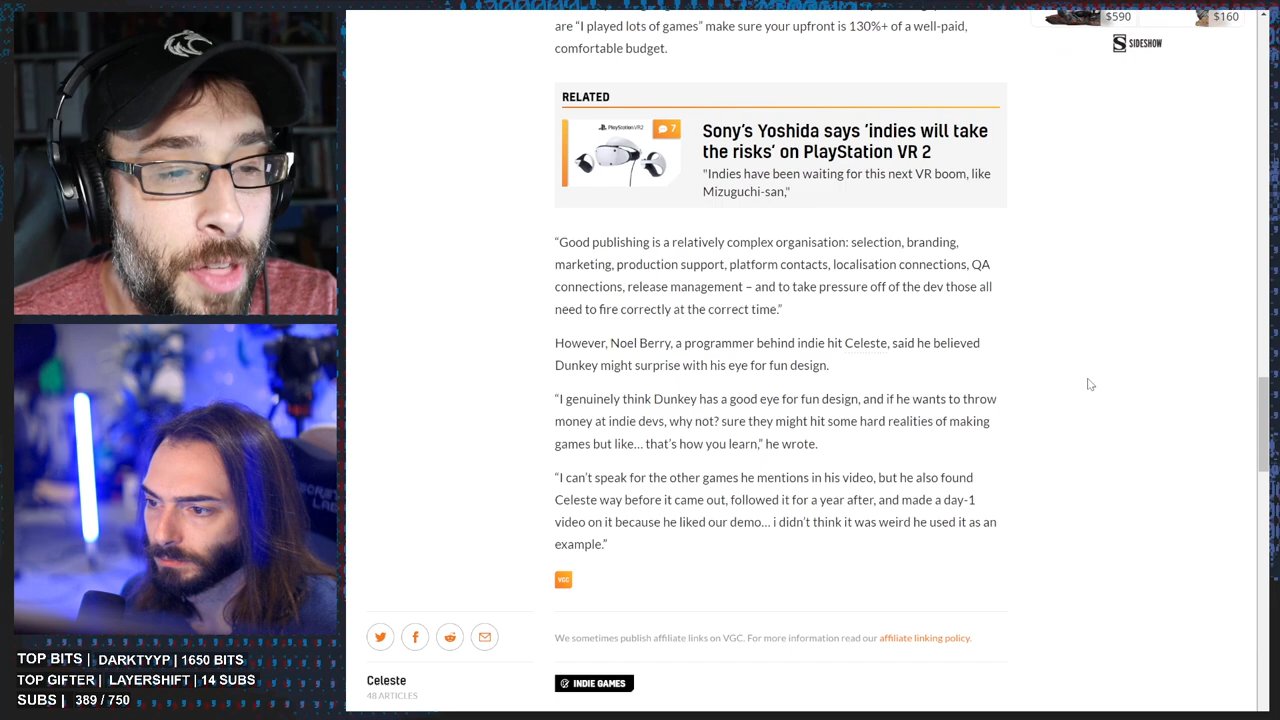 are “I played lots of games” make sure your upfront is 130%+ of a well-paid,
comfortable budget.
$590
$160
S SIDESHOW
RELATED
PlayStation VR2
7
Sony’s Yoshida says ‘indies will take
the risks’ on PlayStation VR 2
"Indies have been waiting for this next VR boom, like
Mizuguchi-san,"
“Good publishing is a relatively complex organisation: selection, branding,
marketing, production support, platform contacts, localisation connections, QA
connections, release management – and to take pressure off of the dev those all
need to fire correctly at the correct time.”
However, Noel Berry, a programmer behind indie hit Celeste, said he believed
Dunkey might surprise with his eye for fun design.
“I genuinely think Dunkey has a good eye for fun design, and if he wants to throw
money at indie devs, why not? sure they might hit some hard realities of making
games but like… that’s how you learn,” he wrote.
“I can’t speak for the other games he mentions in his video, but he also found
Celeste way before it came out, followed it for a year after, and made a day-1
video on it because he liked our demo… i didn’t think it was weird he used it as an
example.”
VGC
We sometimes publish affiliate links on VGC. For more information read our affiliate linking policy.
Celeste
48 ARTICLES
INDIE GAMES
TOP BITS | DARKTYYP | 1650 BITS
TOP GIFTER | LAYERSHIFT | 14 SUBS
SUBS | 389 / 750